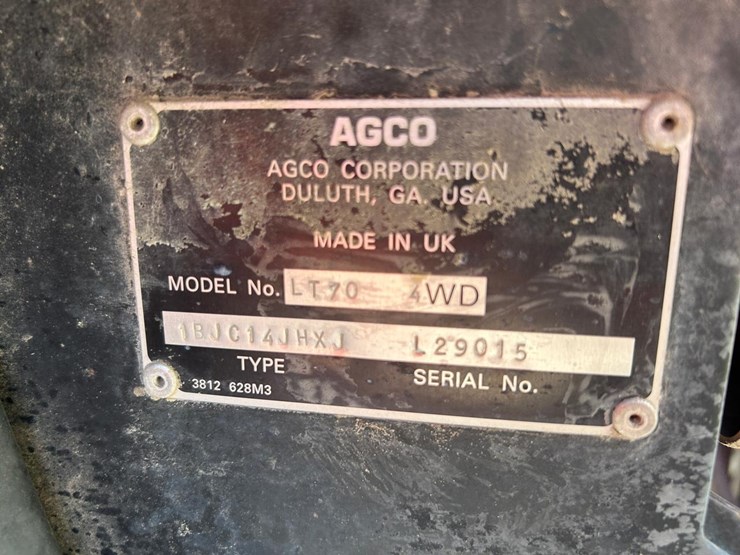 AGCO
AGCO CORPORATION
DULUTH, GA. USA
MADE IN UK
MODEL No. LT70 4WD
1BJC14JHXJ L29015
TYPE SERIAL No.
3812 628M3